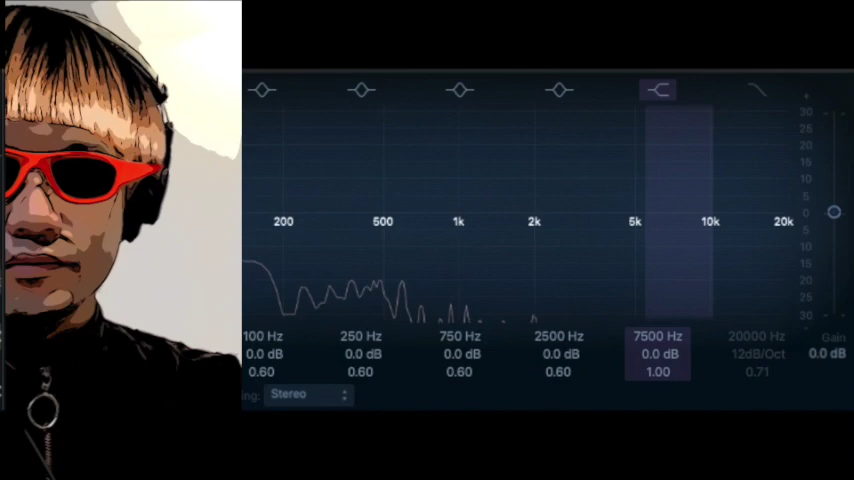 30
25
20
15
10
5
0
200 500 1k 2k 5k 10k 20k
5
10
15
20
25
30
100 Hz 250 Hz 750 Hz 2500 Hz 7500 Hz 20000 Hz Gain
0.0 dB 0.0 dB 0.0 dB 0.0 dB 0.0 dB 12dB/Oct 0.0 dB
0.60 0.60 0.60 0.60 1.00 0.71
ing: Stereo